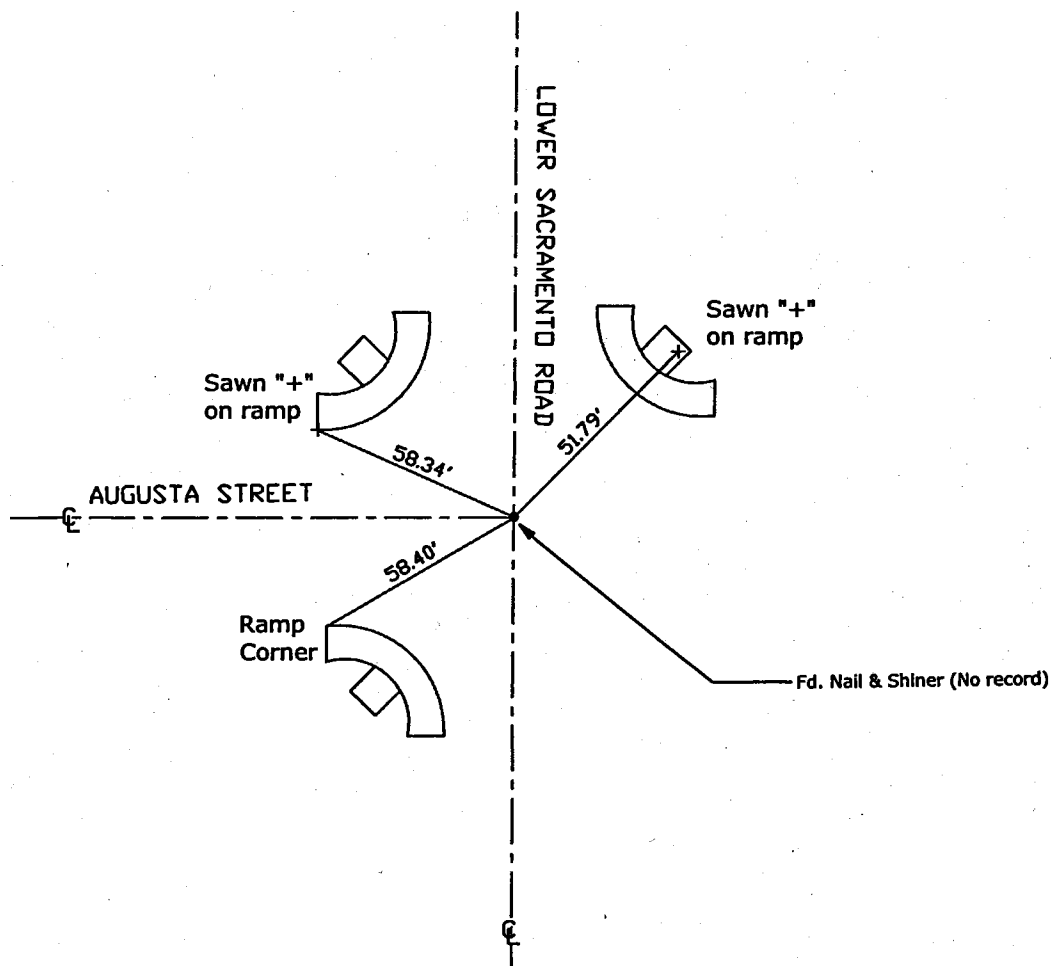 LOWER SACRAMENTO ROAD
Sawn "+"
on ramp
Sawn "+"
on ramp
51.79'
58.34'
AUGUSTA STREET
℄
58.40'
Ramp
Corner
Fd. Nail & Shiner (No record)
℄